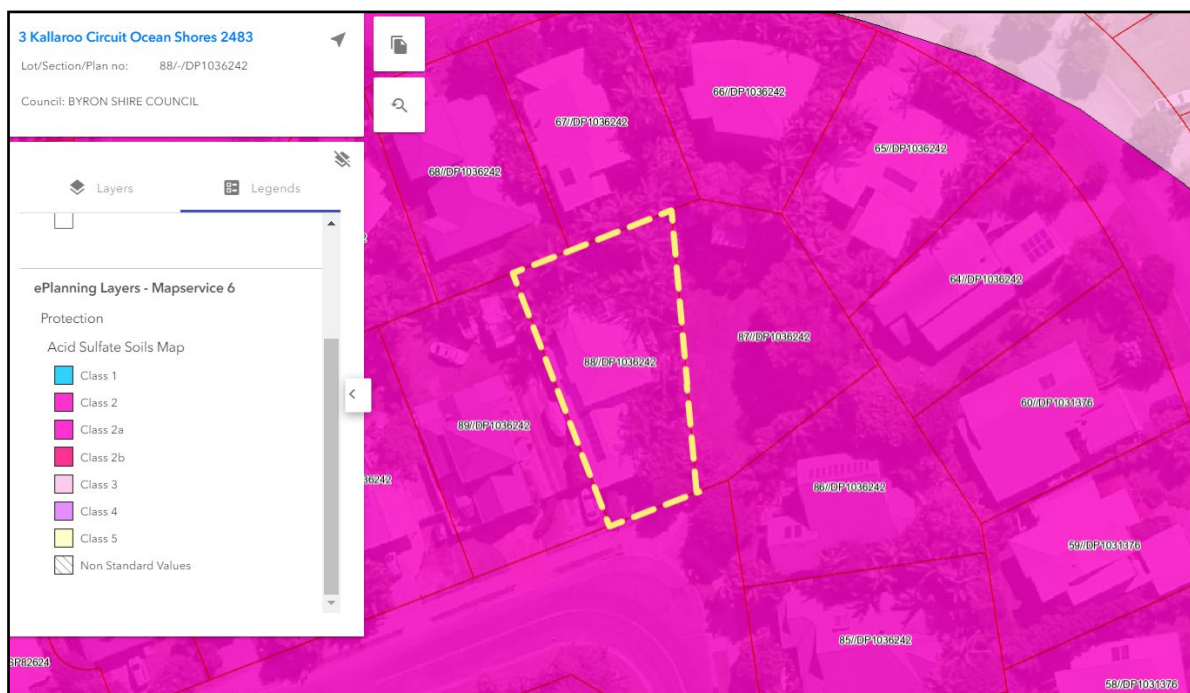 3 Kallaroo Circuit Ocean Shores 2483
Lot/Section/Plan no: 88/-/DP1036242
Council: BYRON SHIRE COUNCIL
Layers
Legends
ePlanning Layers - Mapservice 6
Protection
Acid Sulfate Soils Map
Class 1
Class 2
Class 2a
Class 2b
Class 3
Class 4
Class 5
Non Standard Values
66//DP1036242
67//DP1036242
65//DP1036242
68//DP1036242
64//DP1036242
87//DP1036242
88//DP1036242
60//DP1031376
89//DP1036242
36242
86//DP1036242
59//DP1031376
85//DP1036242
SP82624
58//DP1031376